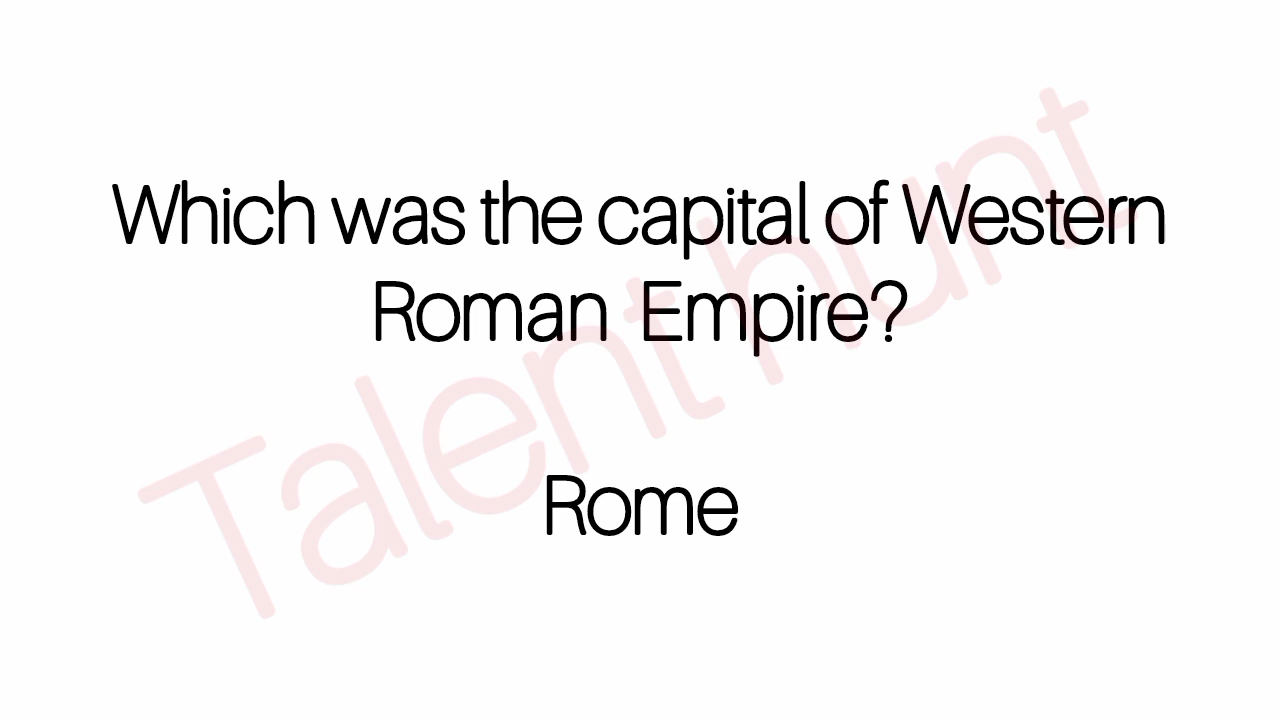 Which was the capital of Western
Roman Empire?
Rome
Talent hunt